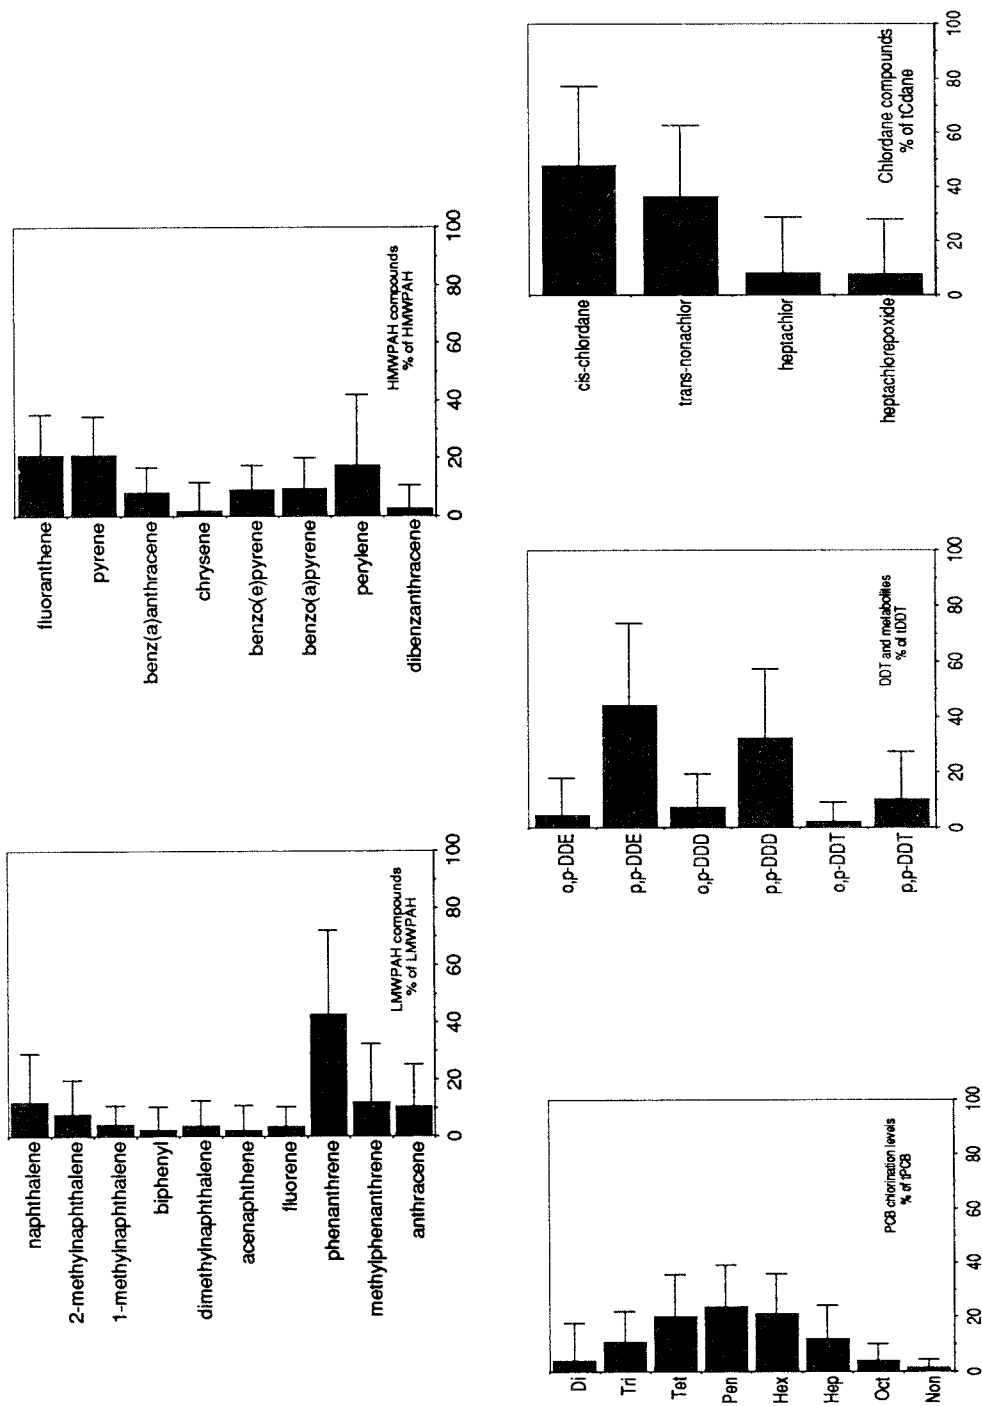 naphthalene
2-methylnaphthalene
1-methylnaphthalene
biphenyl
dimethylnaphthalene
acenaphthene
fluorene
phenanthrene
methylphenanthrene
anthracene
0
20
40
60
80
100
LMWPAH compounds
% of LMWPAH
fluoranthene
pyrene
benz(a)anthracene
chrysene
benzo(e)pyrene
benzo(a)pyrene
perylene
dibenzanthracene
0
20
40
60
80
100
HMWPAH compounds
% of HMWPAH
Di
Tri
Tet
Pen
Hex
Hep
Oct
Non
0
20
40
60
80
100
PCB chlorination levels
% of tPCB
o,p-DDE
p,p-DDE
o,p-DDD
p,p-DDD
o,p-DDT
p,p-DDT
0
20
40
60
80
100
DDT and metabolites
% of tDDT
cis-chlordane
trans-nonachlor
heptachlor
heptachlorepoxide
0
20
40
60
80
100
Chlordane compounds
% of tCdane